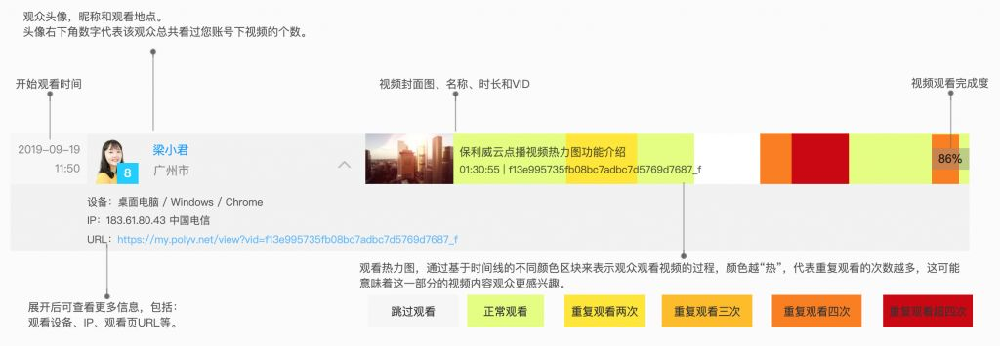 观众头像，昵称和观看地点。
头像右下角数字代表该观众总共看过您账号下视频的个数。
开始观看时间
视频封面图、名称、时长和VID
视频观看完成度
2019-09-19
11:50
8
梁小君
广州市
保利威云点播视频热力图功能介绍
01:30:55 | f13e995735fb08bc7adbc7d5769d7687_f
86%
设备：桌面电脑 / Windows / Chrome
IP：183.61.80.43 中国电信
URL：https://my.polyv.net/view?vid=f13e995735fb08bc7adbc7d5769d7687_f
观看热力图，通过基于时间线的不同颜色区块来表示观众观看视频的过程，颜色越“热”，代表重复观看的次数越多，这可能
意味着这一部分的视频内容观众更感兴趣。
展开后可查看更多信息，包括：
观看设备、IP、观看页URL等。
跳过观看
正常观看
重复观看两次
重复观看三次
重复观看四次
重复观看超四次